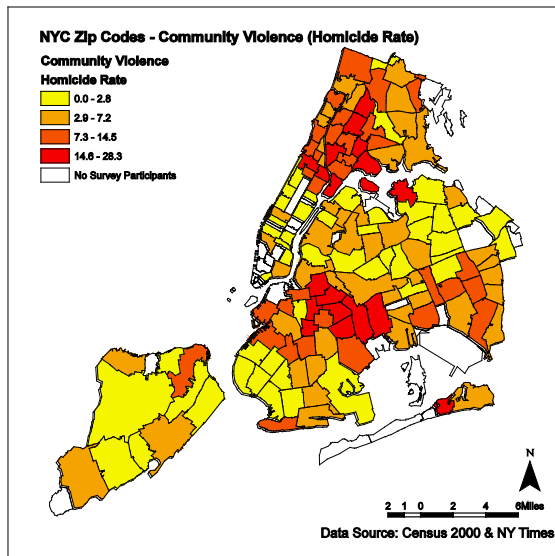 NYC Zip Codes - Community Violence (Homicide Rate)
Community Violence
Homicide Rate
0.0 - 2.8
2.9 - 7.2
7.3 - 14.5
14.6 - 28.3
No Survey Participants
N
2 1 0 2 4 6Miles
Data Source: Census 2000 & NY Times